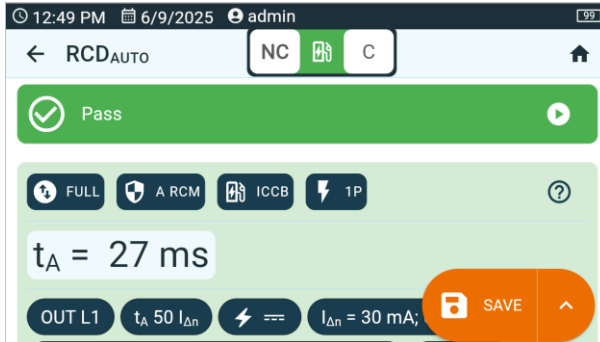 12:49 PM 6/9/2025 admin 99
RCDAUTO NC C
Pass
FULL A RCM ICCB 1P
tA = 27 ms
OUT L1 tA 50 IΔn IΔn = 30 mA;
SAVE